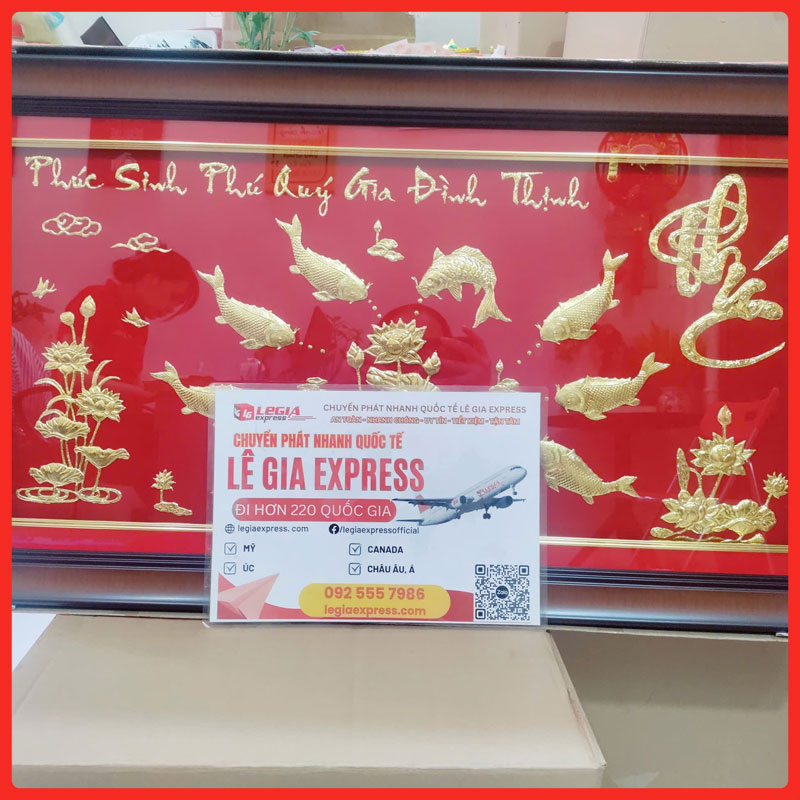 Phúc Sinh Phú Quý Gia Đình Thịnh
LEGIA
express
CHUYỂN PHÁT NHANH QUỐC TẾ LÊ GIA EXPRESS
AN TOÀN - NHANH CHÓNG - UY TÍN - TIẾT KIỆM - TẬN TÂM
CHUYỂN PHÁT NHANH QUỐC TẾ
LÊ GIA EXPRESS
ĐI HƠN 220 QUỐC GIA
legiaexpress.com
/legiaexpressofficial
MỸ
CANADA
ÚC
CHÂU ÂU, Á
092 555 7986
legiaexpress.com
Zalo